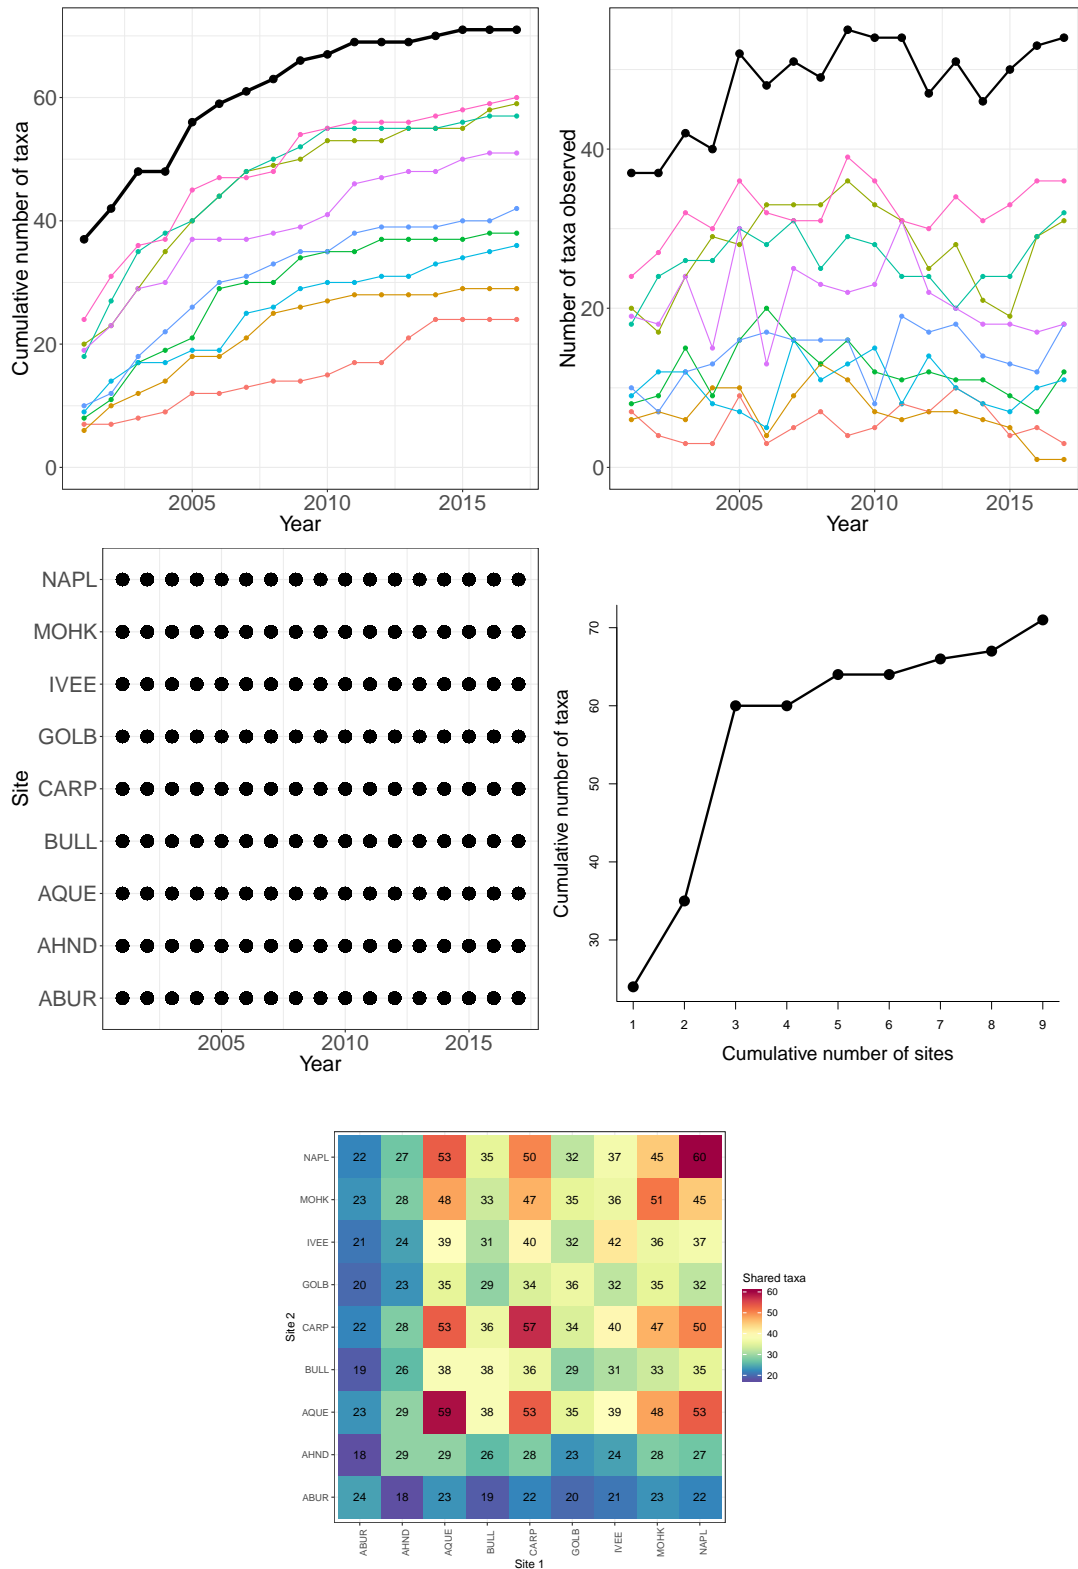 Cumulative number of taxa
60
40
20
0
2005 2010 2015
Year
Number of taxa observed
40
20
0
2005 2010 2015
Year
Site
NAPL
MOHK
IVEE
GOLB
CARP
BULL
AQUE
AHND
ABUR
2005 2010 2015
Year
Cumulative number of taxa
70
60
50
40
30
1 2 3 4 5 6 7 8 9
Cumulative number of sites
Site 2
NAPL 22 27 53 35 50 32 37 45 60
MOHK 23 28 48 33 47 35 36 51 45
IVEE 21 24 39 31 40 32 42 36 37
GOLB 20 23 35 29 34 36 32 35 32
CARP 22 28 53 36 57 34 40 47 50
BULL 19 26 38 38 36 29 31 33 35
AQUE 23 29 59 38 53 35 39 48 53
AHND 18 29 29 26 28 23 24 28 27
ABUR 24 18 23 19 22 20 21 23 22
ABUR AHND AQUE BULL CARP GOLB IVEE MOHK NAPL
Site 1
Shared taxa
60
50
40
30
20